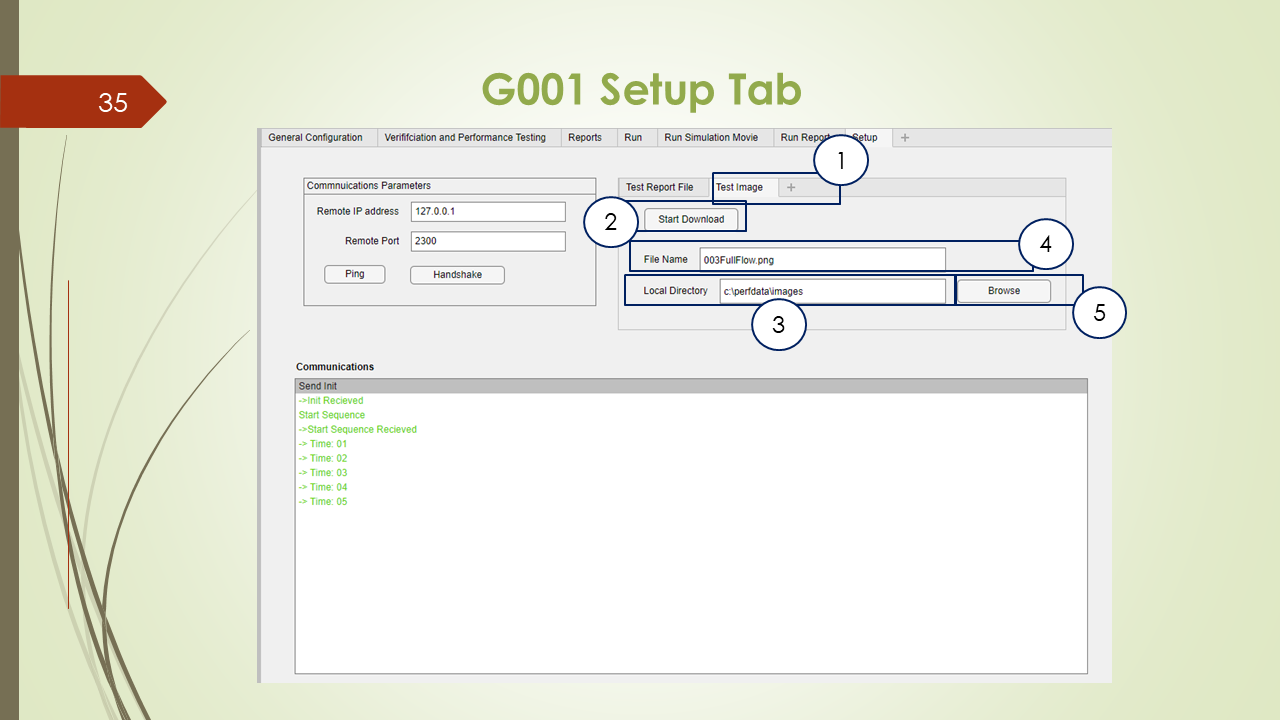 35
G001 Setup Tab
General Configuration Verififciation and Performance Testing Reports Run Run Simulation Movie Run Report Setup +
1
Commnuications Parameters
Remote IP address 127.0.0.1
Remote Port 2300
Ping Handshake
Test Report File Test Image +
2
Start Download
4
File Name 003FullFlow.png
Local Directory c:\perfdata\images Browse
3
5
Communications
Send Init
->Init Recieved
Start Sequence
->Start Sequence Recieved
-> Time: 01
-> Time: 02
-> Time: 03
-> Time: 04
-> Time: 05